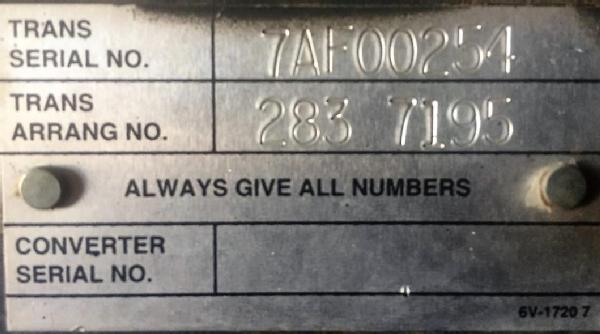 TRANS
SERIAL NO. 7AF00254
TRANS
ARRANG NO. 283 7195
ALWAYS GIVE ALL NUMBERS
CONVERTER
SERIAL NO.
6V-1720 7